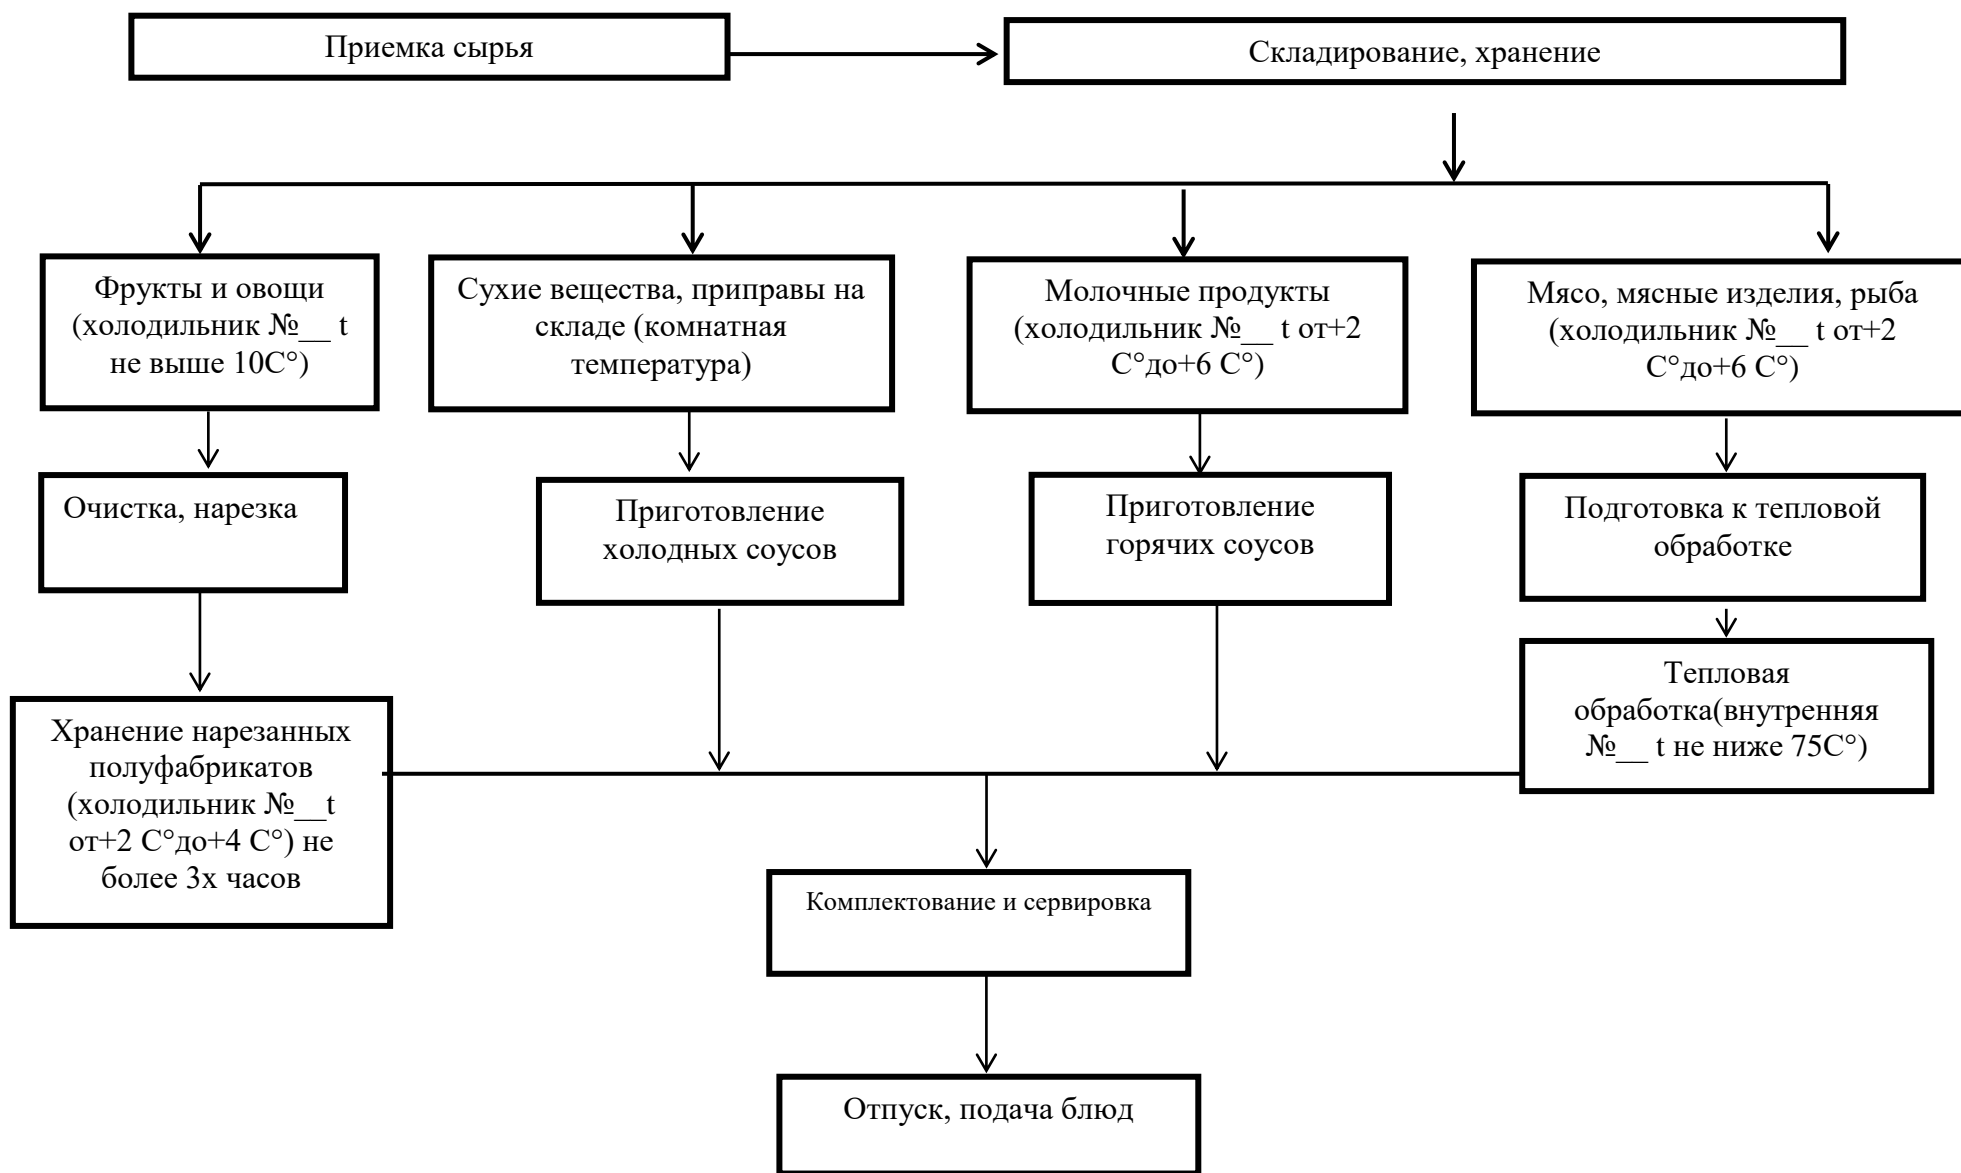 Приемка сырья
Складирование, хранение
Фрукты и овощи
(холодильник №__ t
не выше 10С°)
Сухие вещества, приправы на
складе (комнатная
температура)
Молочные продукты
(холодильник №__ t от+2
С°до+6 С°)
Мясо, мясные изделия, рыба
(холодильник №__ t от+2
С°до+6 С°)
Очистка, нарезка
Приготовление
холодных соусов
Приготовление
горячих соусов
Подготовка к тепловой
обработке
Хранение нарезанных
полуфабрикатов
(холодильник №__t
от+2 С°до+4 С°) не
более 3х часов
Тепловая
обработка(внутренняя
№__ t не ниже 75С°)
Комплектование и сервировка
Отпуск, подача блюд